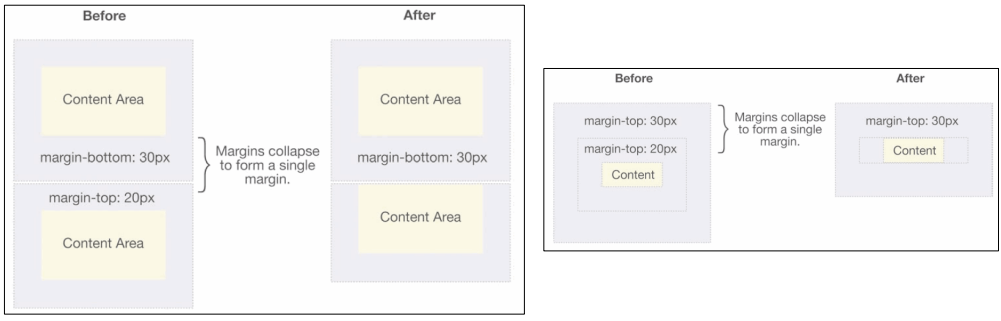 Before
After
Content Area
Content Area
margin-bottom: 30px
Margins collapse
to form a single
margin.
margin-bottom: 30px
margin-top: 20px
Content Area
Content Area
Before
After
margin-top: 30px
Margins collapse
to form a single
margin.
margin-top: 30px
margin-top: 20px
Content
Content